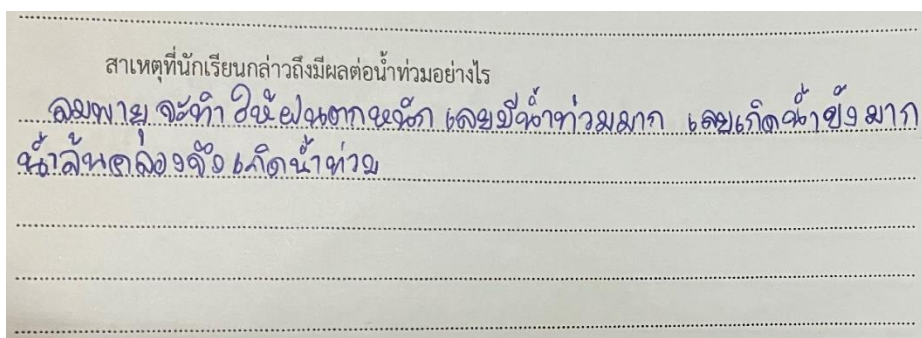 สาเหตุที่นักเรียนกล่าวถึงมีผลต่อน้ำท่วมอย่างไร
ลมพายุ จะทำให้ฝนตกหนัก เลยมีน้ำท่วมมาก เลยเกิดน้ำขังมาก
น้ำล้นคลองจึงเกิดน้ำท่วม